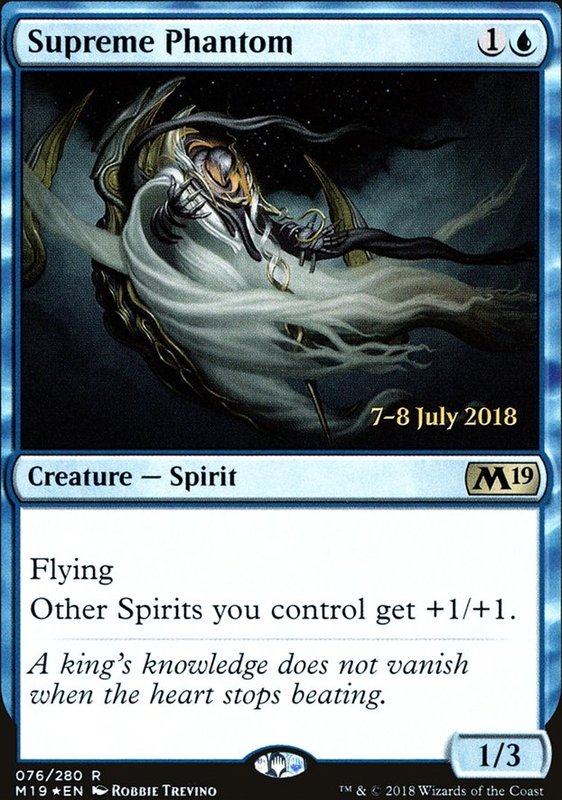 Supreme Phantom 1
7–8 July 2018
Creature — Spirit M19
Flying
Other Spirits you control get +1/+1.
A king's knowledge does not vanish
when the heart stops beating.
1/3
076/280 R
M19 ★ EN Robbie Trevino ™ & © 2018 Wizards of the Coast